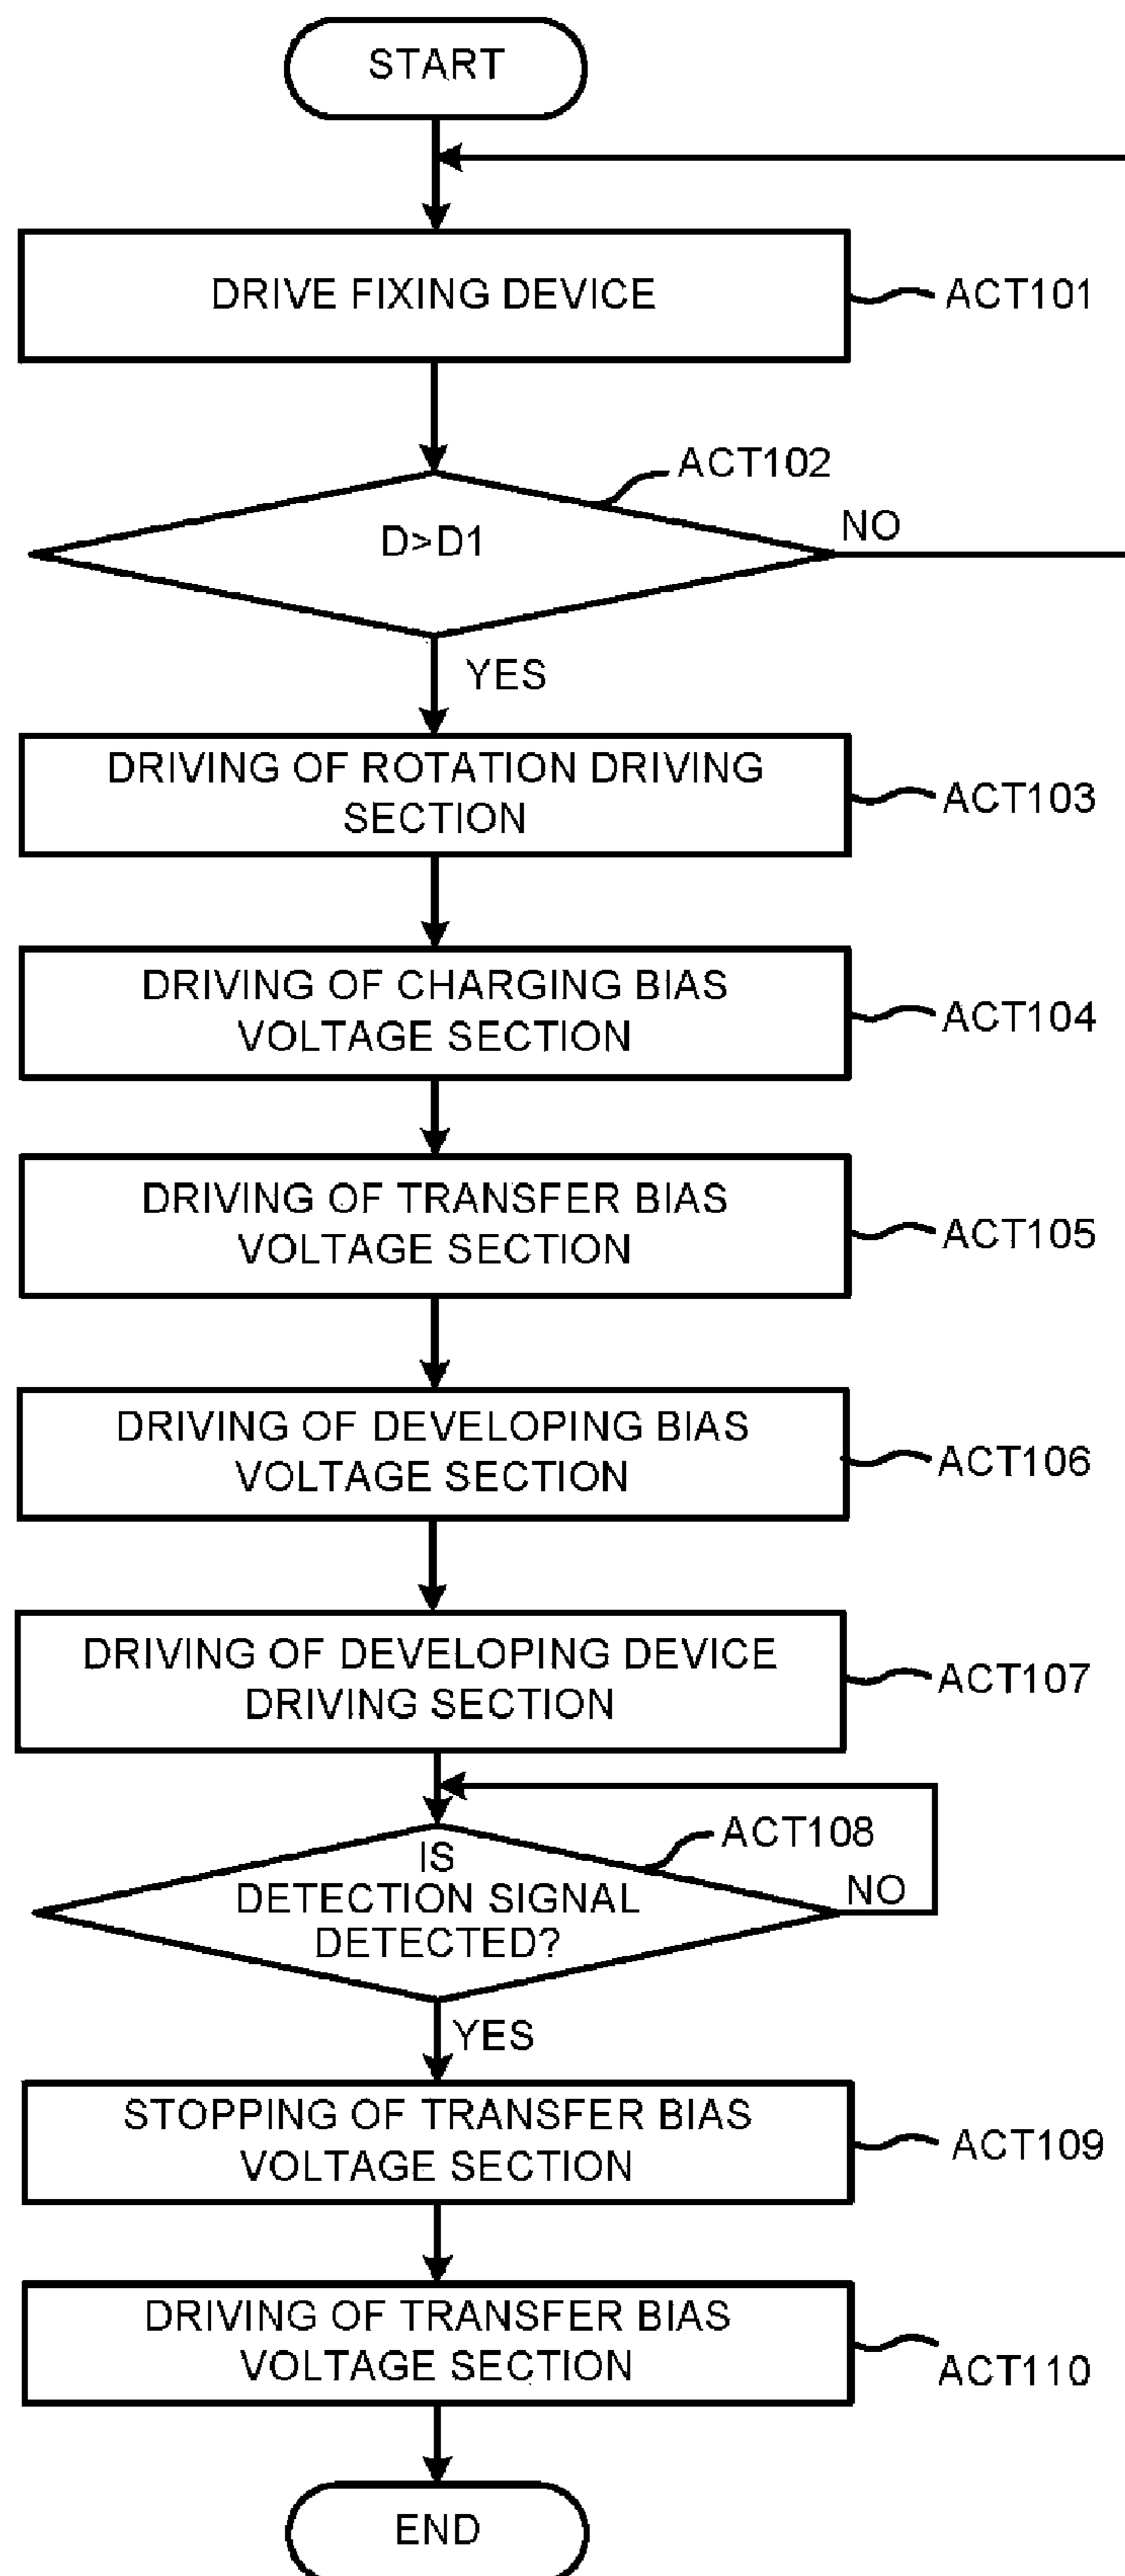 START
DRIVE FIXING DEVICE
ACT101
ACT102
D>D1
NO
YES
DRIVING OF ROTATION DRIVING
SECTION
ACT103
DRIVING OF CHARGING BIAS
VOLTAGE SECTION
ACT104
DRIVING OF TRANSFER BIAS
VOLTAGE SECTION
ACT105
DRIVING OF DEVELOPING BIAS
VOLTAGE SECTION
ACT106
DRIVING OF DEVELOPING DEVICE
DRIVING SECTION
ACT107
ACT108
IS
DETECTION SIGNAL
DETECTED?
NO
YES
STOPPING OF TRANSFER BIAS
VOLTAGE SECTION
ACT109
DRIVING OF TRANSFER BIAS
VOLTAGE SECTION
ACT110
END